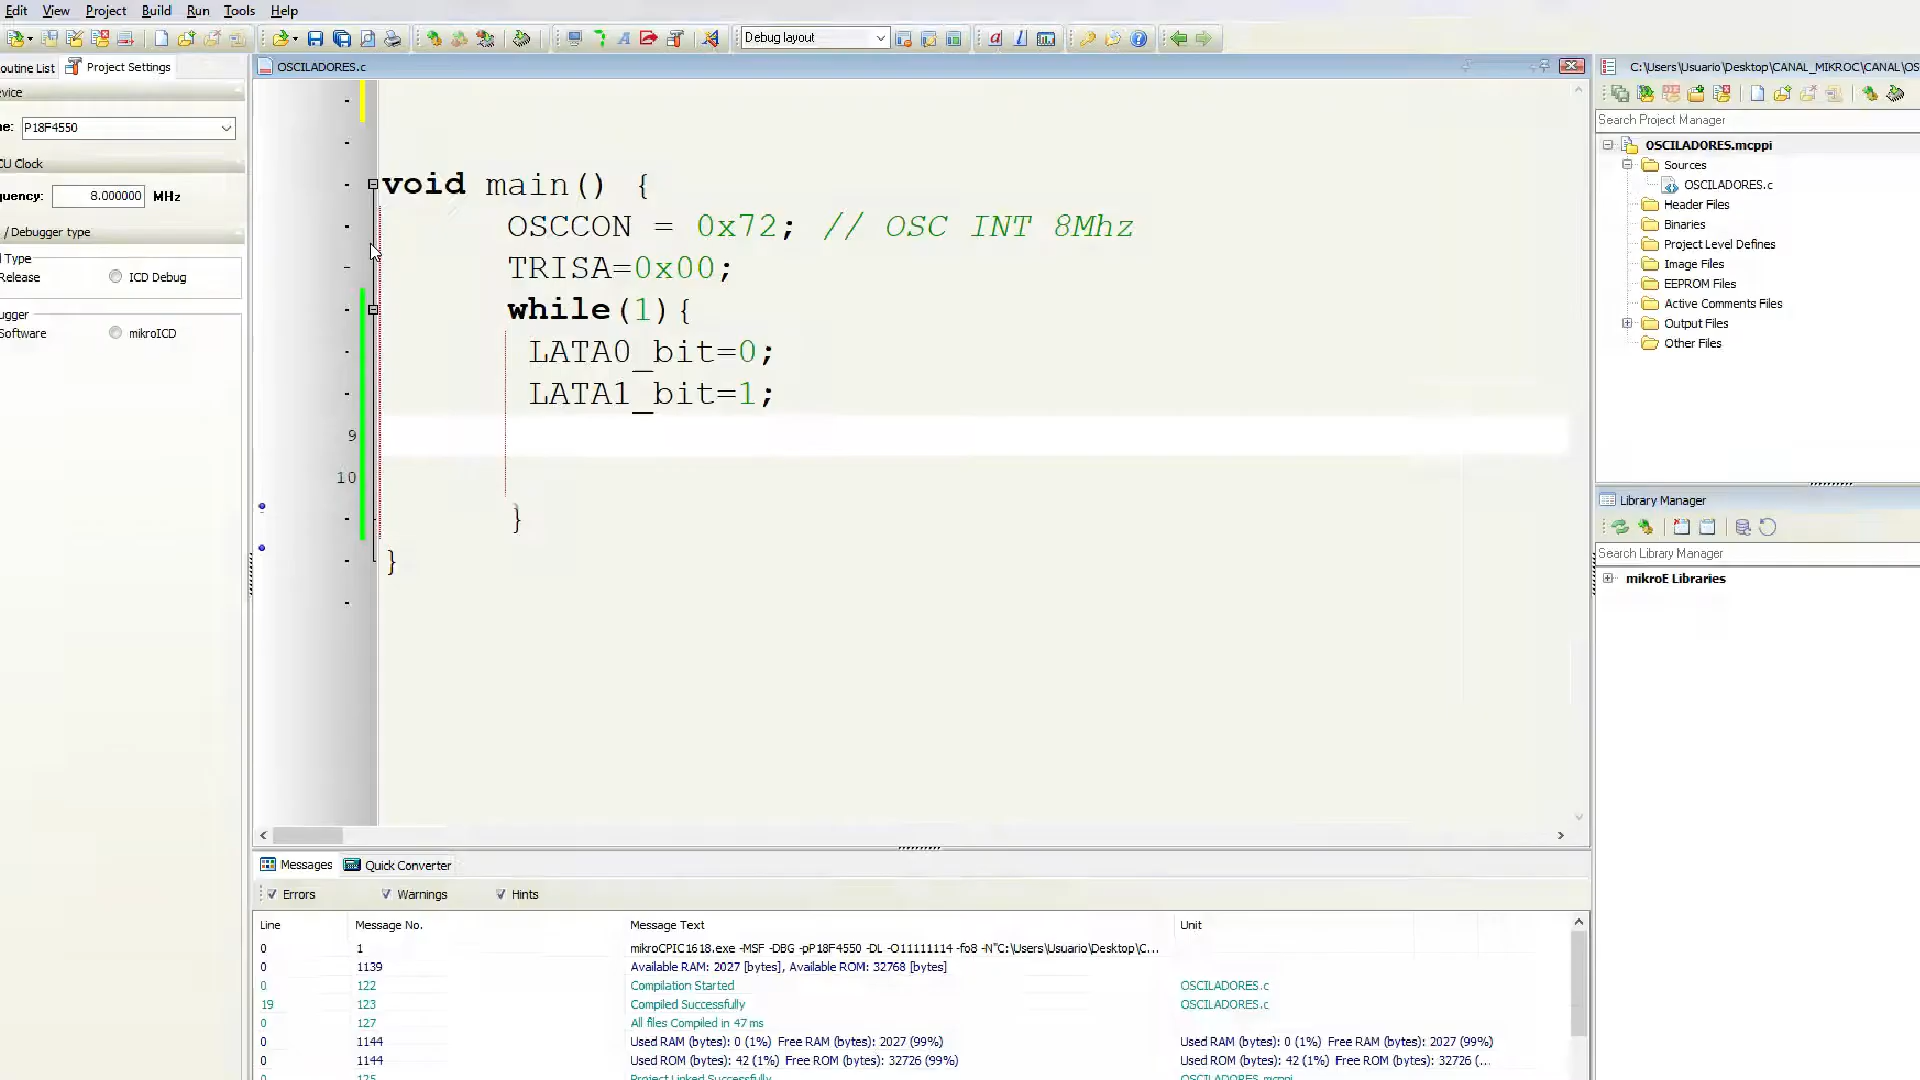 Edit View Project Build Run Tools Help
Debug layout
outine List Project Settings
OSCILADORES.c
C:\Users\Usuario\Desktop\CANAL_MIKROC\CANAL\OS
evice
e: P18F4550
CU Clock
quency: 8.000000 MHz
/ Debugger type
d Type
Release ICD Debug
ugger
Software mikroICD
void main() {
OSCCON = 0x72; // OSC INT 8Mhz
TRISA=0x00;
while(1){
LATA0_bit=0;
LATA1_bit=1;
9
10
}
}
Search Project Manager
OSCILADORES.mcppi
Sources
OSCILADORES.c
Header Files
Binaries
Project Level Defines
Image Files
EEPROM Files
Active Comments Files
Output Files
Other Files
Library Manager
Search Library Manager
mikroE Libraries
Messages Quick Converter
Errors Warnings Hints
Line Message No. Message Text Unit
0 1 mikroCPIC1618.exe -MSF -DBG -pP18F4550 -DL -O11111114 -fo8 -N"C:\Users\Usuario\Desktop\C...
0 1139 Available RAM: 2027 [bytes], Available ROM: 32768 [bytes]
0 122 Compilation Started OSCILADORES.c
19 123 Compiled Successfully OSCILADORES.c
0 127 All files Compiled in 47 ms
0 1144 Used RAM (bytes): 0 (1%) Free RAM (bytes): 2027 (99%) Used RAM (bytes): 0 (1%) Free RAM (bytes): 2027 (99%)
0 1144 Used ROM (bytes): 42 (1%) Free ROM (bytes): 32726 (99%) Used ROM (bytes): 42 (1%) Free ROM (bytes): 32726 (...
0 125 Project Linked Successfully OSCILADORES.mcppi